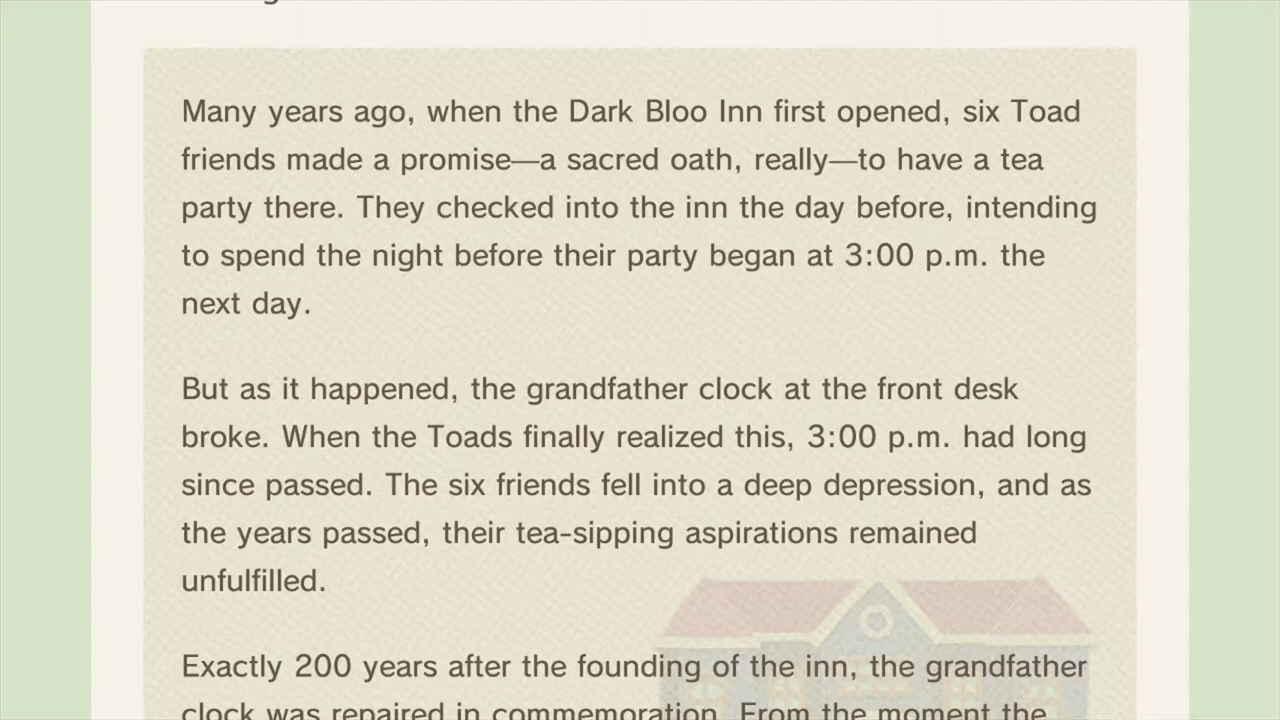 Many years ago, when the Dark Bloo Inn first opened, six Toad
friends made a promise—a sacred oath, really—to have a tea
party there. They checked into the inn the day before, intending
to spend the night before their party began at 3:00 p.m. the
next day.
But as it happened, the grandfather clock at the front desk
broke. When the Toads finally realized this, 3:00 p.m. had long
since passed. The six friends fell into a deep depression, and as
the years passed, their tea-sipping aspirations remained
unfulfilled.
Exactly 200 years after the founding of the inn, the grandfather
clock was repaired in commemoration. From the moment the